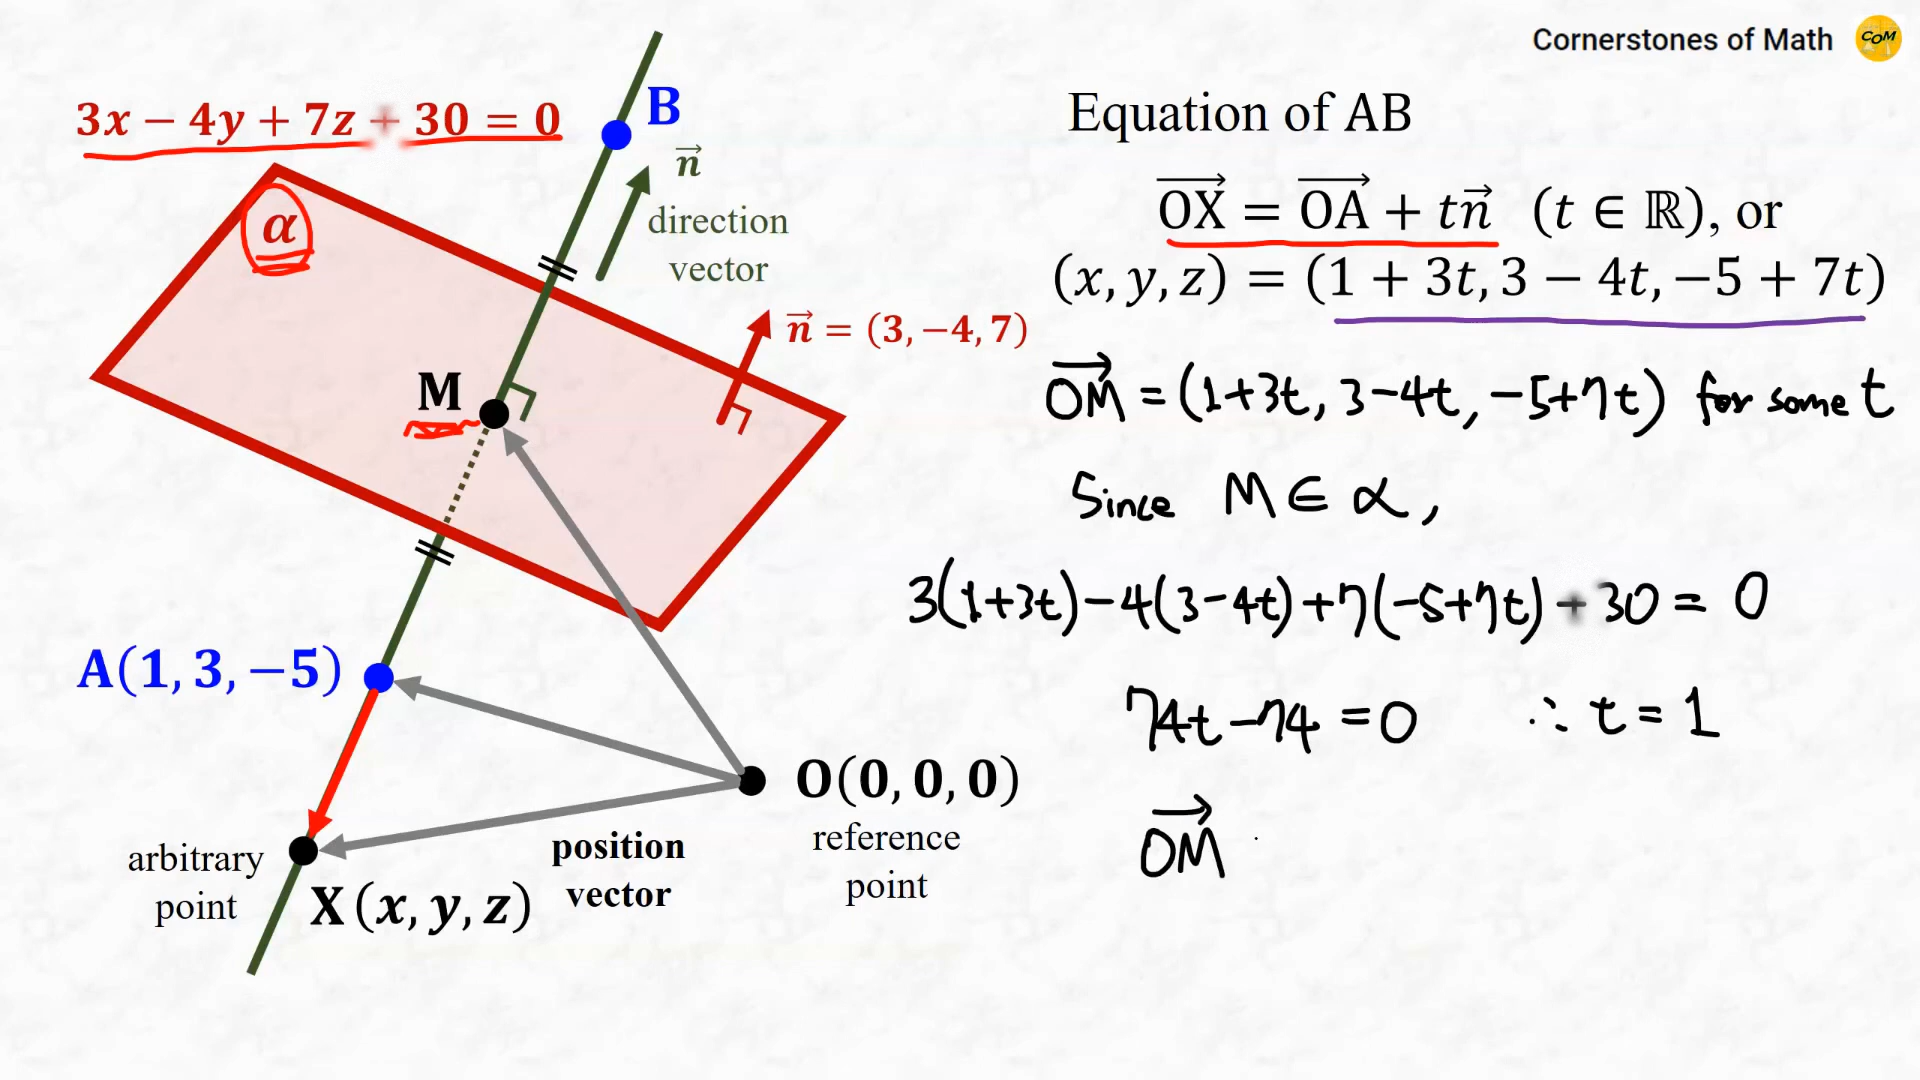 Cornerstones of Math
COM
3x − 4y + 7z + 30 = 0
B
n⃗
direction
vector
α
n⃗ = (3, −4, 7)
M
A(1, 3, −5)
O(0, 0, 0)
reference
point
position
vector
arbitrary
point
X(x, y, z)
Equation of AB
OX⃗ = OA⃗ + tn⃗ (t ∈ ℝ), or
(x, y, z) = (1 + 3t, 3 − 4t, −5 + 7t)
OM⃗ = (1+3t, 3−4t, −5+7t) for some t
Since M ∈ α,
3(1+3t)−4(3−4t)+7(−5+7t)+30 = 0
74t −74 = 0 ∴ t = 1
OM⃗